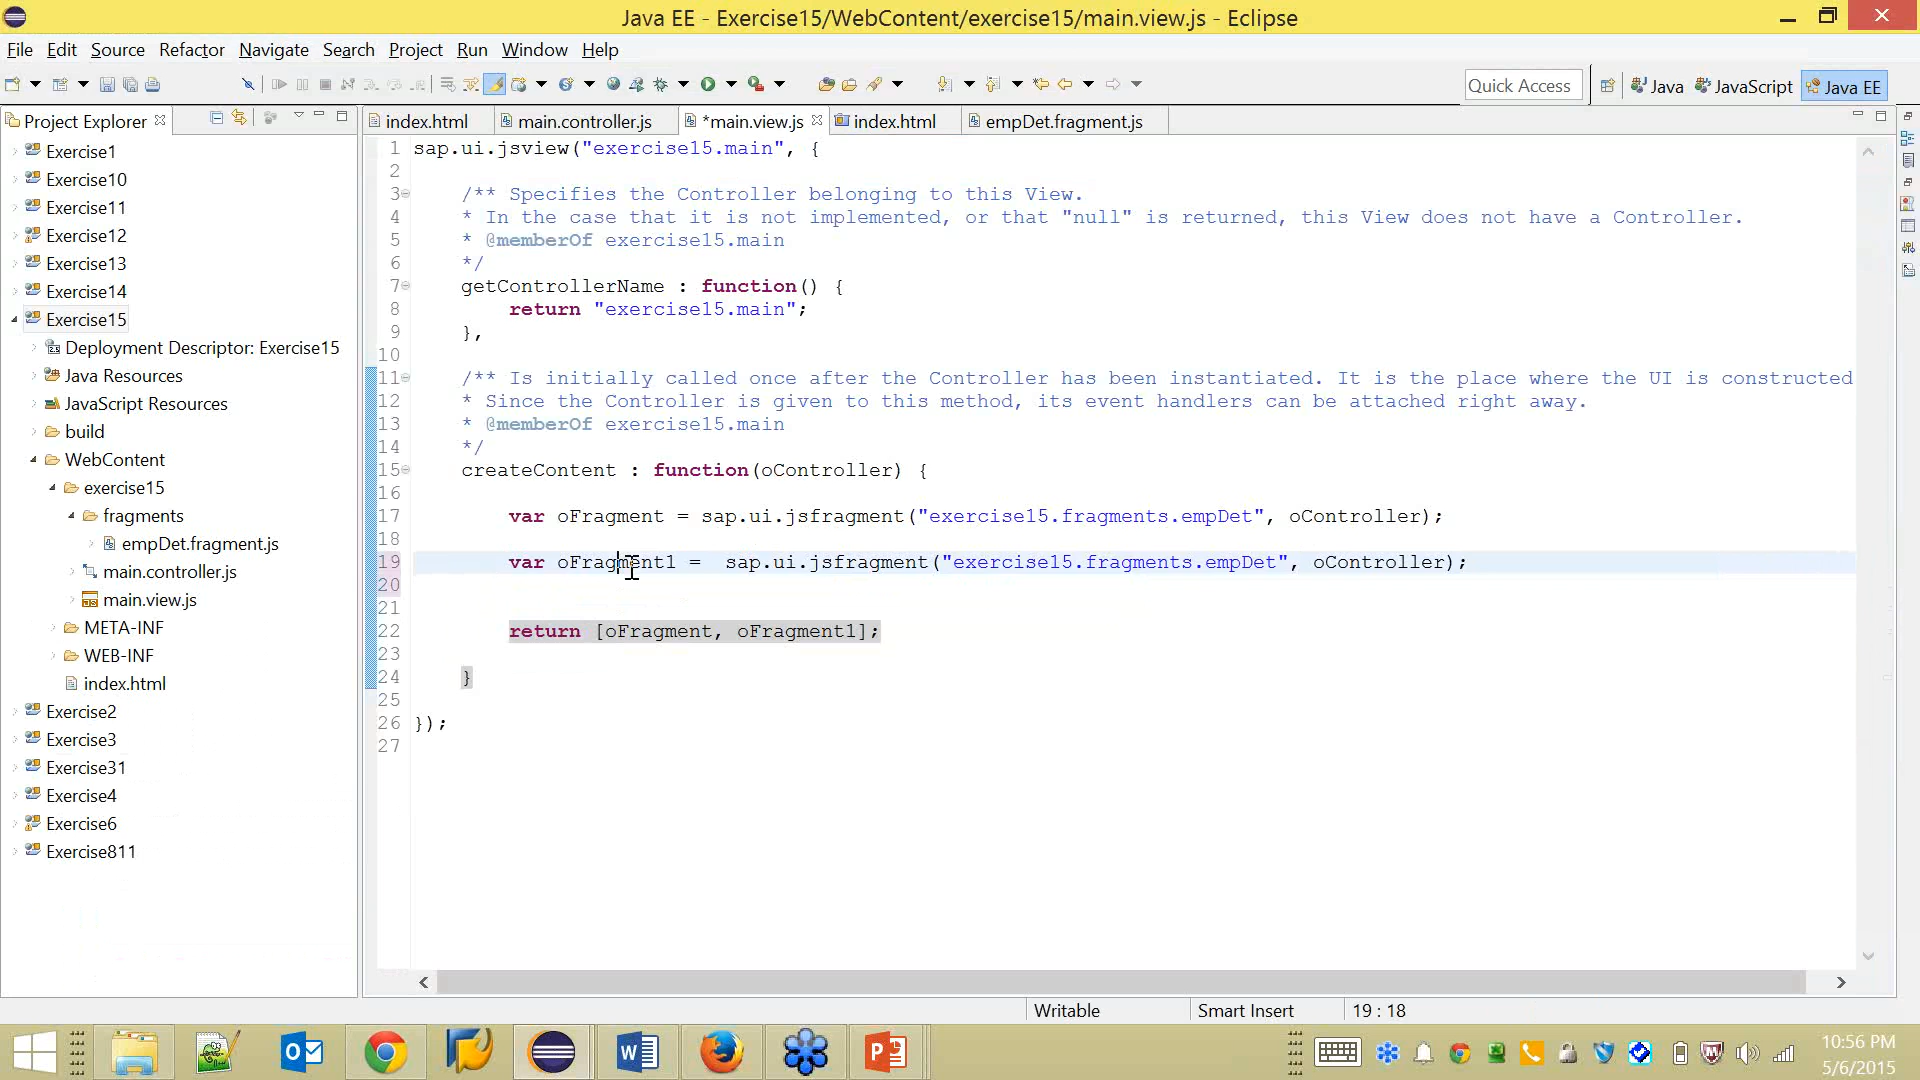 Java EE - Exercise15/WebContent/exercise15/main.view.js - Eclipse
File Edit Source Refactor Navigate Search Project Run Window Help
Quick Access Java JavaScript Java EE
Project Explorer index.html main.controller.js *main.view.js index.html empDet.fragment.js
Exercise1
Exercise10
Exercise11
Exercise12
Exercise13
Exercise14
Exercise15
Deployment Descriptor: Exercise15
Java Resources
JavaScript Resources
build
WebContent
exercise15
fragments
empDet.fragment.js
main.controller.js
main.view.js
META-INF
WEB-INF
index.html
Exercise2
Exercise3
Exercise31
Exercise4
Exercise6
Exercise811
1 sap.ui.jsview("exercise15.main", {
2
3 /** Specifies the Controller belonging to this View.
4 * In the case that it is not implemented, or that "null" is returned, this View does not have a Controller.
5 * @memberOf exercise15.main
6 */
7 getControllerName : function() {
8 return "exercise15.main";
9 },
10
11 /** Is initially called once after the Controller has been instantiated. It is the place where the UI is constructed
12 * Since the Controller is given to this method, its event handlers can be attached right away.
13 * @memberOf exercise15.main
14 */
15 createContent : function(oController) {
16
17 var oFragment = sap.ui.jsfragment("exercise15.fragments.empDet", oController);
18
19 var oFragment1 =  sap.ui.jsfragment("exercise15.fragments.empDet", oController);
20
21
22 return [oFragment, oFragment1];
23
24 }
25
26 });
27
Writable Smart Insert 19 : 18
10:56 PM
5/6/2015